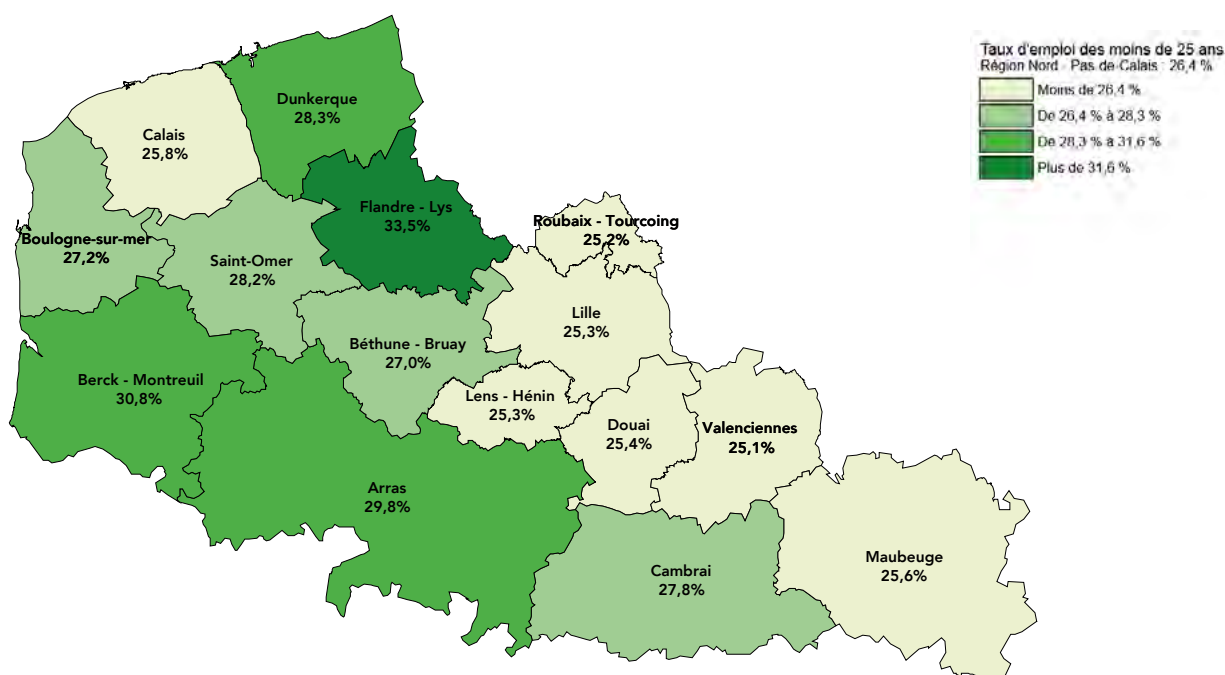 Taux d'emploi des moins de 25 ans
Région Nord - Pas-de-Calais : 26,4 %
Moins de 26,4 %
De 26,4 % à 28,3 %
De 28,3 % à 31,6 %
Plus de 31,6 %
Dunkerque
28,3%
Calais
25,8%
Flandre - Lys
33,5%
Roubaix - Tourcoing
25,2%
Boulogne-sur-mer
27,2%
Saint-Omer
28,2%
Lille
25,3%
Béthune - Bruay
27,0%
Berck - Montreuil
30,8%
Lens - Hénin
25,3%
Douai
25,4%
Valenciennes
25,1%
Arras
29,8%
Maubeuge
25,6%
Cambrai
27,8%